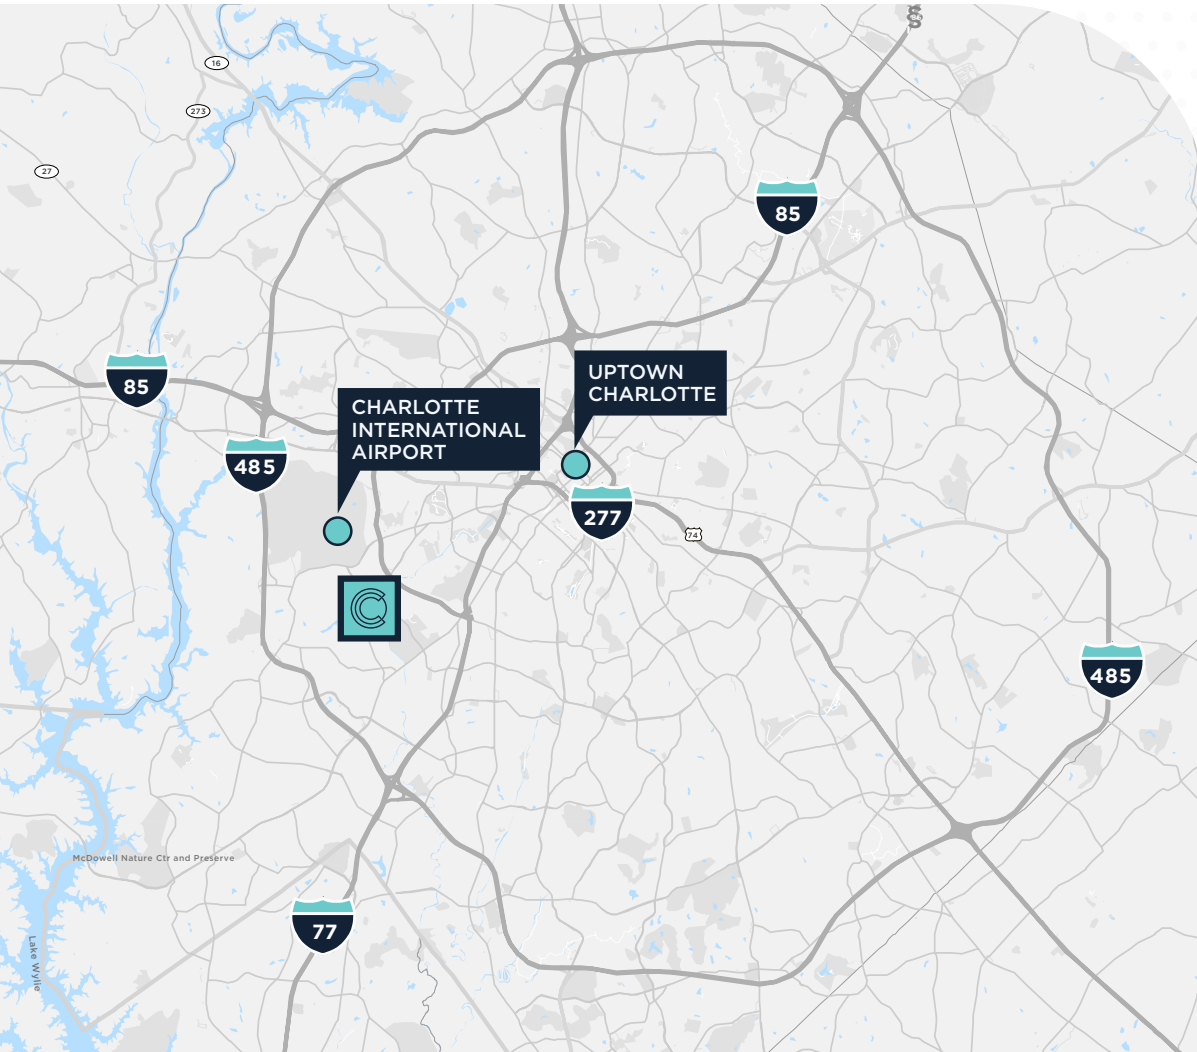 16
273
27
85
85
UPTOWN
CHARLOTTE
CHARLOTTE
INTERNATIONAL
AIRPORT
485
277
74
485
McDowell Nature Ctr and Preserve
77
Lake Wylie